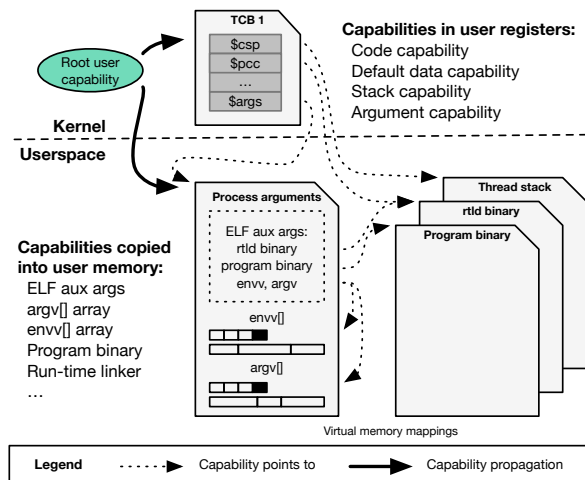 TCB 1
$csp
$pcc
...
$args
Root user
capability
Capabilities in user registers:
Code capability
Default data capability
Stack capability
Argument capability
Kernel
Userspace
Capabilities copied
into user memory:
ELF aux args
argv[] array
envv[] array
Program binary
Run-time linker
...
Process arguments
ELF aux args:
rtld binary
program binary
envv, argv
envv[]
argv[]
Thread stack
rtld binary
Program binary
Virtual memory mappings
Legend
Capability points to
Capability propagation